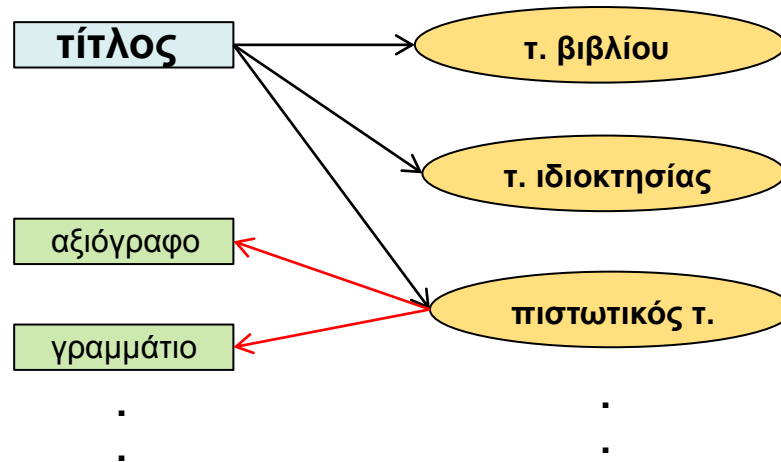 τίτλος
τ. βιβλίου
τ. ιδιοκτησίας
αξιόγραφο
πιστωτικός τ.
γραμμάτιο
.
.
.
.